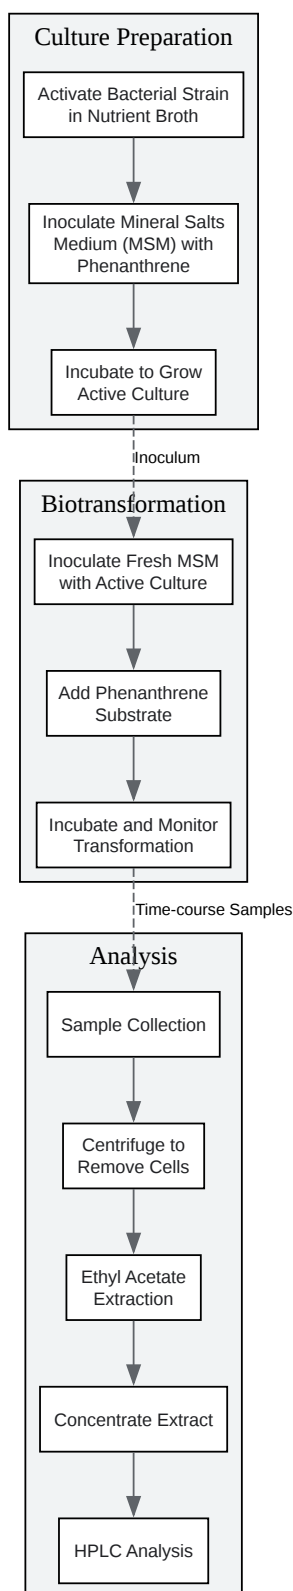 Culture Preparation
Activate Bacterial Strain
in Nutrient Broth
Inoculate Mineral Salts
Medium (MSM) with
Phenanthrene
Incubate to Grow
Active Culture
Inoculum
Biotransformation
Inoculate Fresh MSM
with Active Culture
Add Phenanthrene
Substrate
Incubate and Monitor
Transformation
Time-course Samples
Analysis
Sample Collection
Centrifuge to
Remove Cells
Ethyl Acetate
Extraction
Concentrate Extract
HPLC Analysis